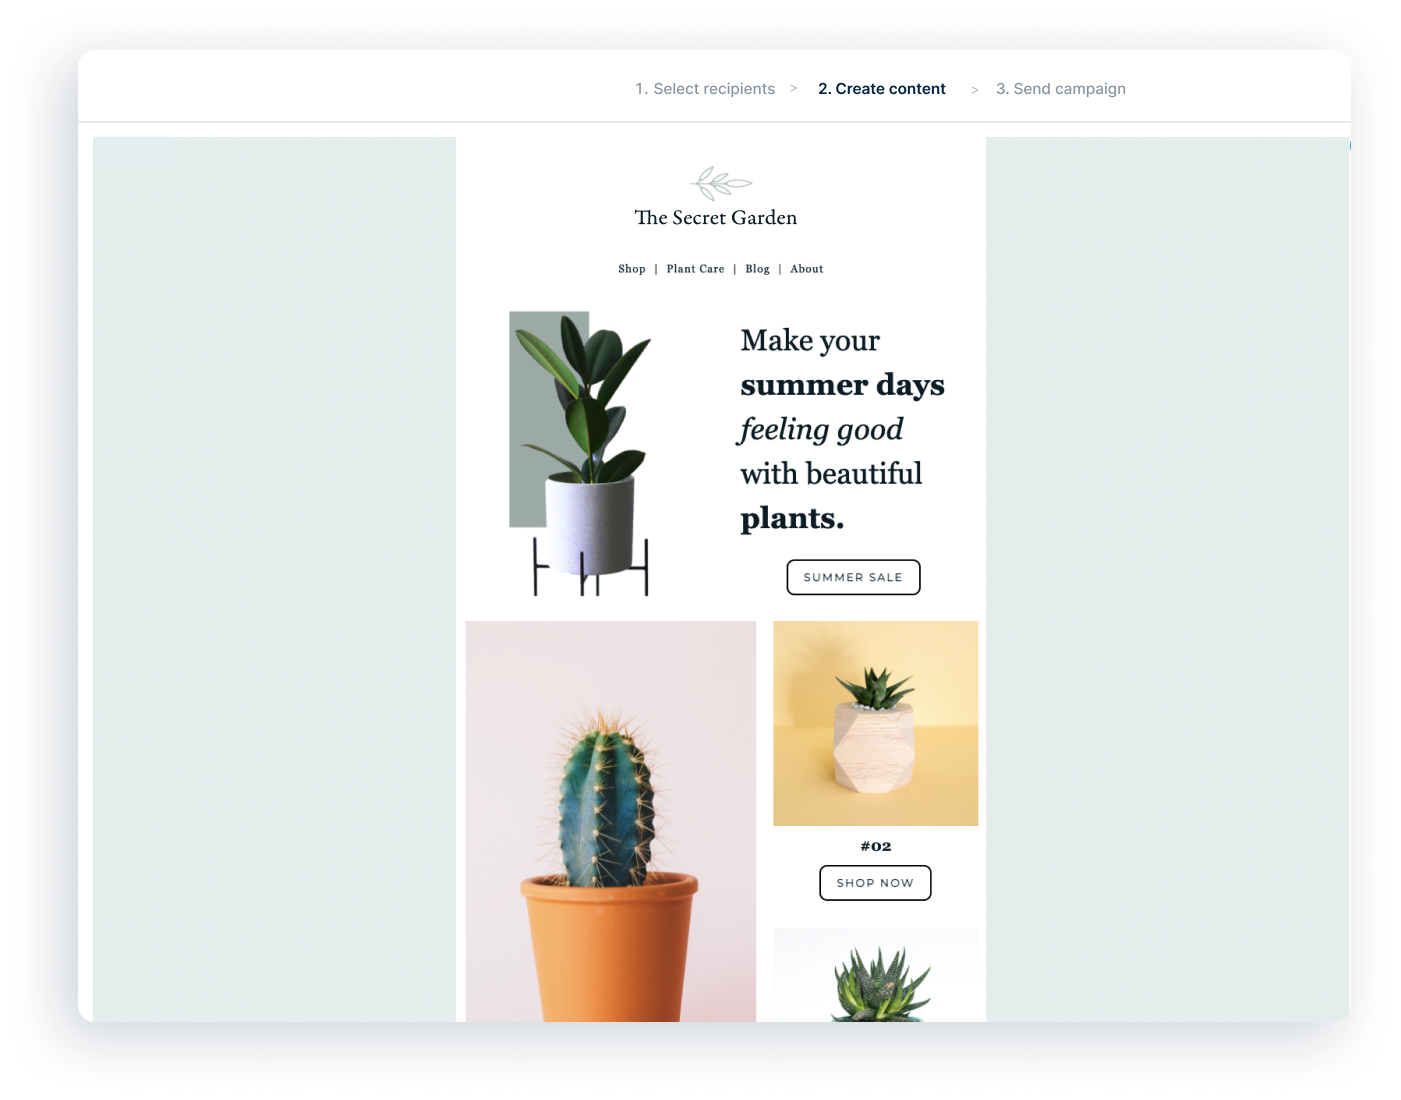 1. Select recipients > 2. Create content > 3. Send campaign
The Secret Garden
Shop | Plant Care | Blog | About
Make your
summer days
feeling good
with beautiful
plants.
SUMMER SALE
#02
SHOP NOW